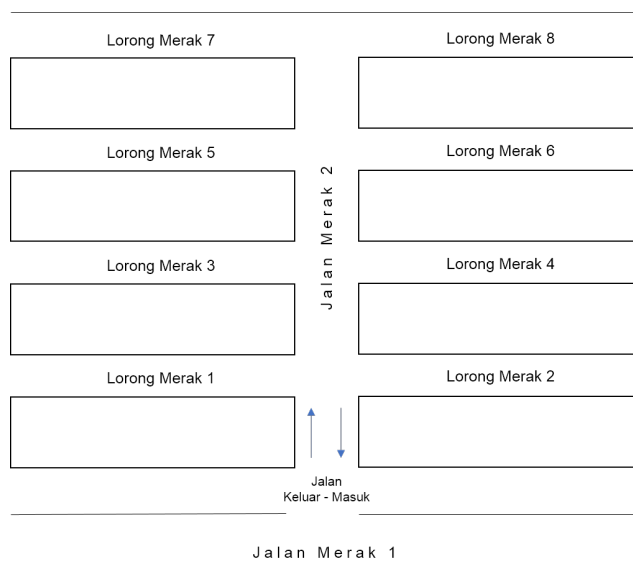 Lorong Merak 7
Lorong Merak 8
Lorong Merak 5
Lorong Merak 6
Jalan Merak 2
Lorong Merak 3
Lorong Merak 4
Lorong Merak 1
Lorong Merak 2
Jalan
Keluar - Masuk
Jalan Merak 1